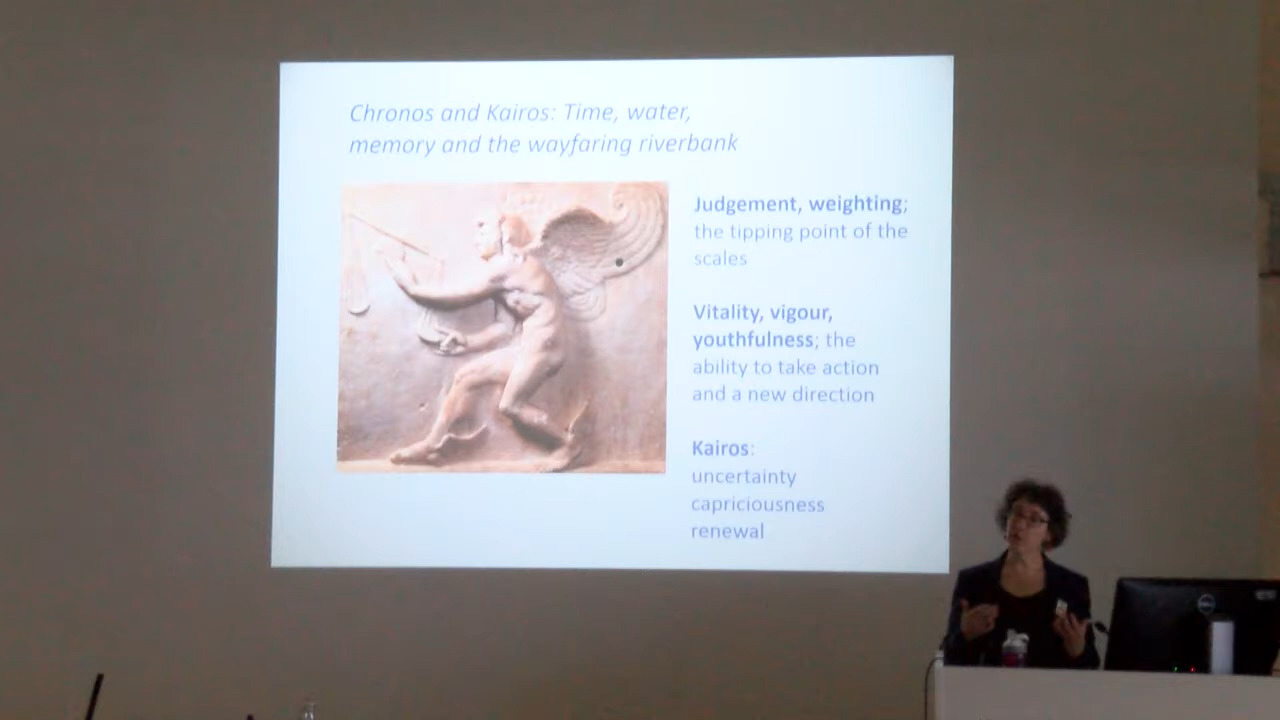 Chronos and Kairos: Time, water,
memory and the wayfaring riverbank
Judgement, weighting;
the tipping point of the
scales
Vitality, vigour,
youthfulness; the
ability to take action
and a new direction
Kairos:
uncertainty
capriciousness
renewal